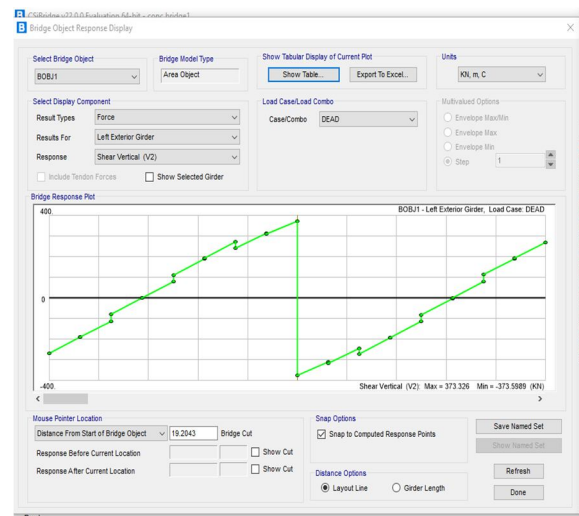 CSiBridge v22.0.0 Evaluation 64-bit - conc bridge1
Bridge Object Response Display
Select Bridge Object
BOBJ1
Bridge Model Type
Area Object
Show Tabular Display of Current Plot
Show Table...
Export To Excel...
Units
KN, m, C
Select Display Component
Result Types
Force
Results For
Left Exterior Girder
Response
Shear Vertical (V2)
Include Tendon Forces
Show Selected Girder
Load Case/Load Combo
Case/Combo
DEAD
Multivalued Options
Envelope Max/Min
Envelope Max
Envelope Min
Step
1
Bridge Response Plot
400.
BOBJ1 - Left Exterior Girder, Load Case: DEAD
0
-400.
Shear Vertical (V2): Max = 373.326 Min = -373.5989 (KN)
Mouse Pointer Location
Distance From Start of Bridge Object
19.2043
Bridge Cut
Response Before Current Location
Show Cut
Response After Current Location
Show Cut
Snap Options
Snap to Computed Response Points
Distance Options
Layout Line
Girder Length
Save Named Set
Show Named Set
Refresh
Done